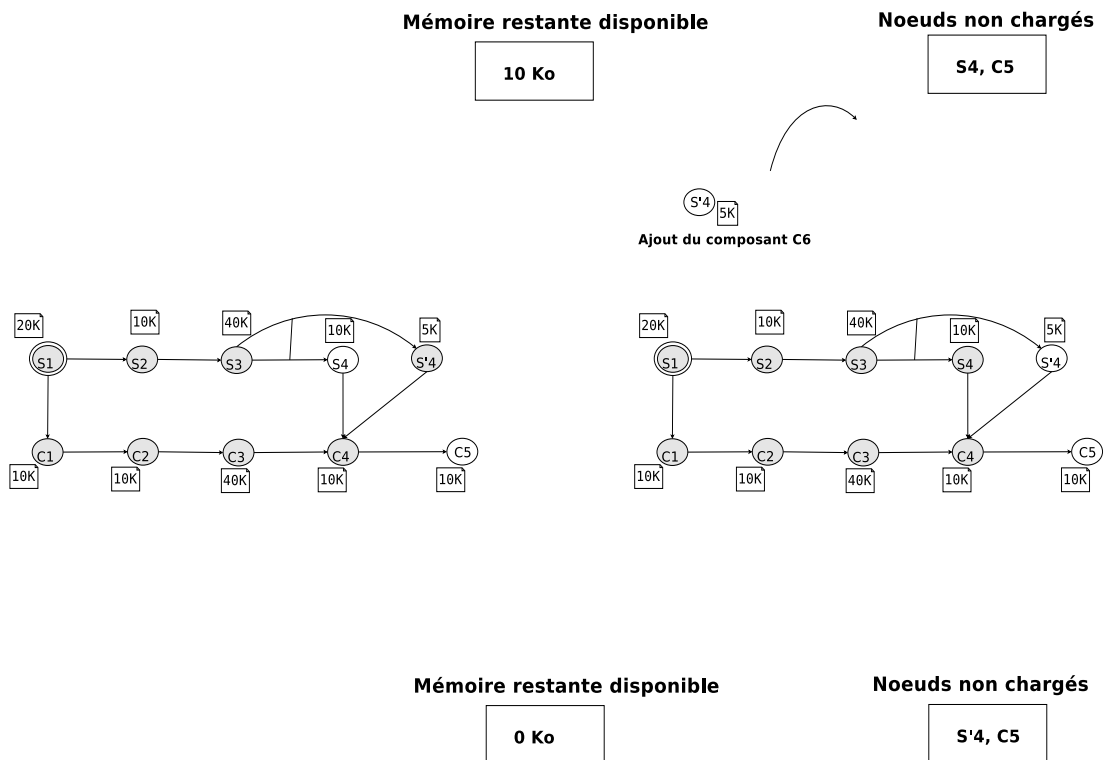 Mémoire restante disponible
Noeuds non chargés
10 Ko
S4, C5
S'4
5K
Ajout du composant C6
20K
10K
40K
10K
5K
S1
S2
S3
S4
S'4
C1
C2
C3
C4
C5
10K
10K
40K
10K
10K
20K
10K
40K
10K
5K
S1
S2
S3
S4
S'4
C1
C2
C3
C4
C5
10K
10K
40K
10K
10K
Mémoire restante disponible
Noeuds non chargés
0 Ko
S'4, C5